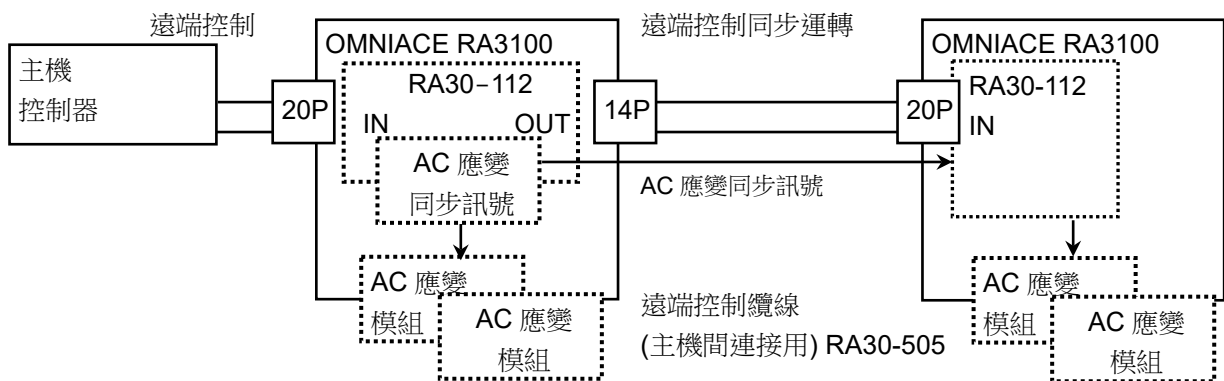 遠端控制
遠端控制同步運轉
主機
控制器
20P
OMNIACE RA3100
RA30-112
IN
OUT
AC 應變
同步訊號
AC 應變
模組
AC 應變
模組
14P
AC 應變同步訊號
遠端控制纜線
(主機間連接用) RA30-505
20P
OMNIACE RA3100
RA30-112
IN
AC 應變
模組
AC 應變
模組